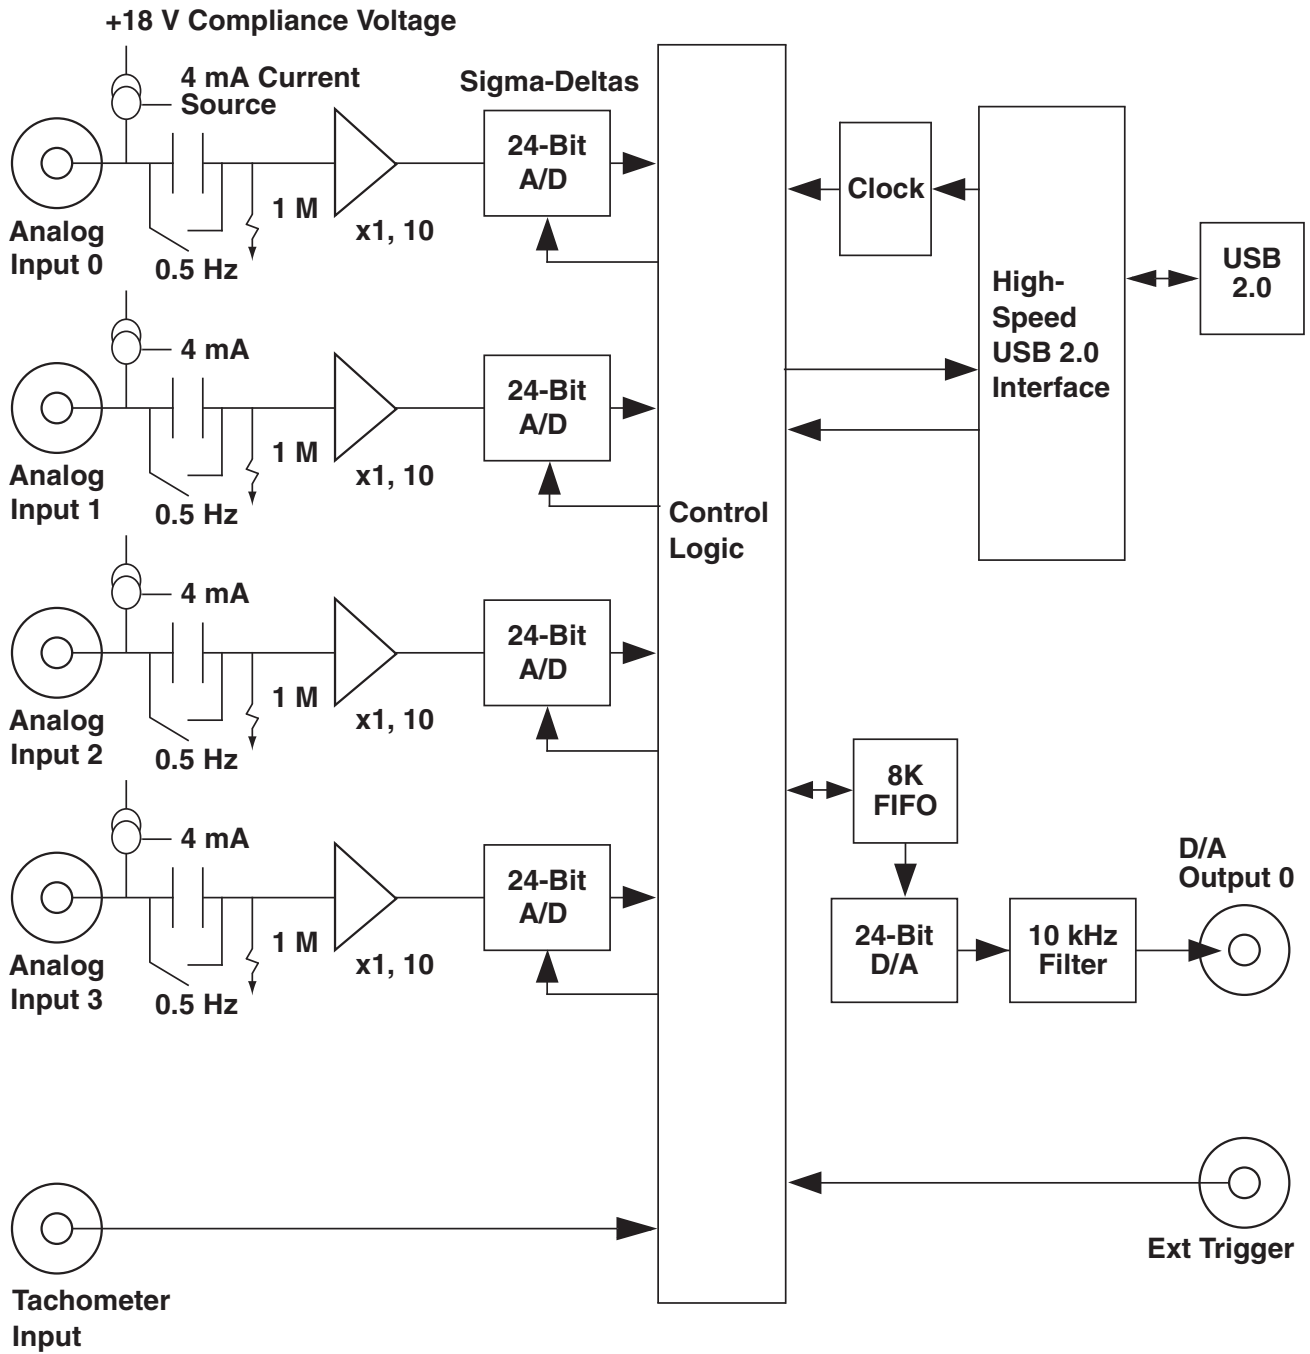 +18 V Compliance Voltage
4 mA Current
Source
Sigma-Deltas
24-Bit
A/D
1 M
x1, 10
Analog
Input 0
0.5 Hz
4 mA
24-Bit
A/D
1 M
x1, 10
Analog
Input 1
0.5 Hz
4 mA
24-Bit
A/D
1 M
x1, 10
Analog
Input 2
0.5 Hz
4 mA
24-Bit
A/D
1 M
x1, 10
Analog
Input 3
0.5 Hz
Tachometer
Input
Control
Logic
Clock
High-
Speed
USB 2.0
Interface
USB
2.0
8K
FIFO
24-Bit
D/A
10 kHz
Filter
D/A
Output 0
Ext Trigger